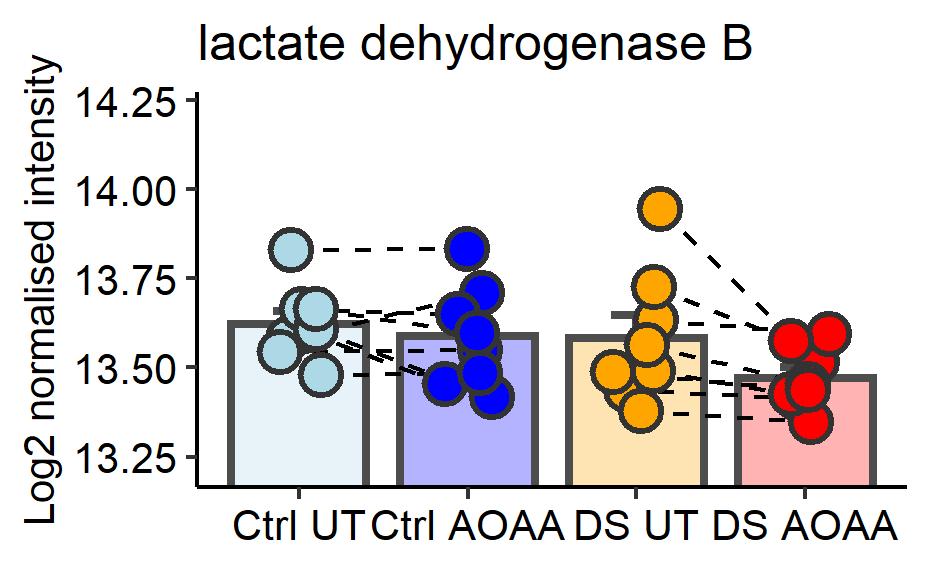 lactate dehydrogenase B
Log2 normalised intensity
14.25
14.00
13.75
13.50
13.25
Ctrl UT Ctrl AOAA DS UT DS AOAA